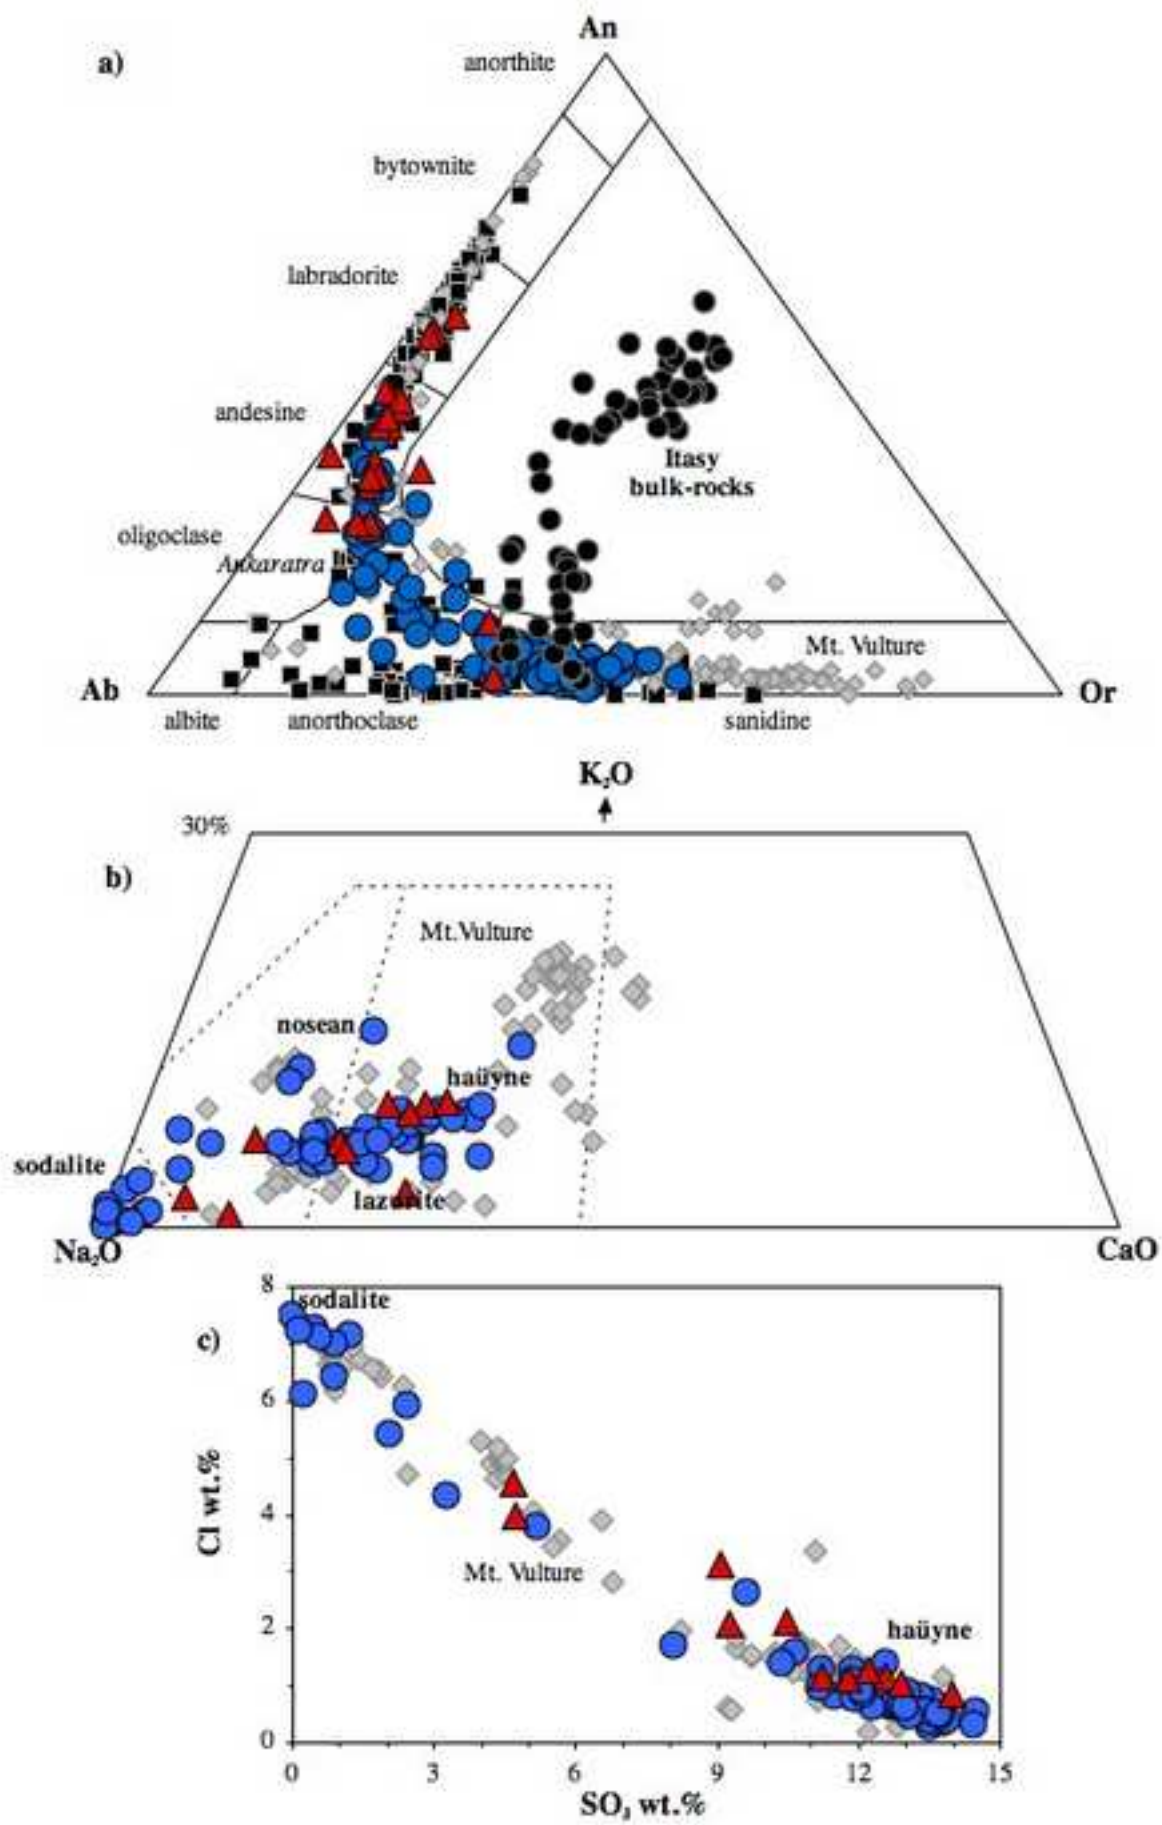 An
a)
anorthite
bytownite
labradorite
andesine
Itasy
bulk-rocks
oligoclase
Ankaratra
Mt. Vulture
Ab
Or
albite
anorthoclase
sanidine
K₂O
30%
b)
Mt.Vulture
nosean
haüyne
sodalite
lazurite
Na₂O
CaO
8
sodalite
c)
6
Cl wt.%
4
Mt. Vulture
2
haüyne
0
0
3
6
9
12
15
SO₃ wt.%